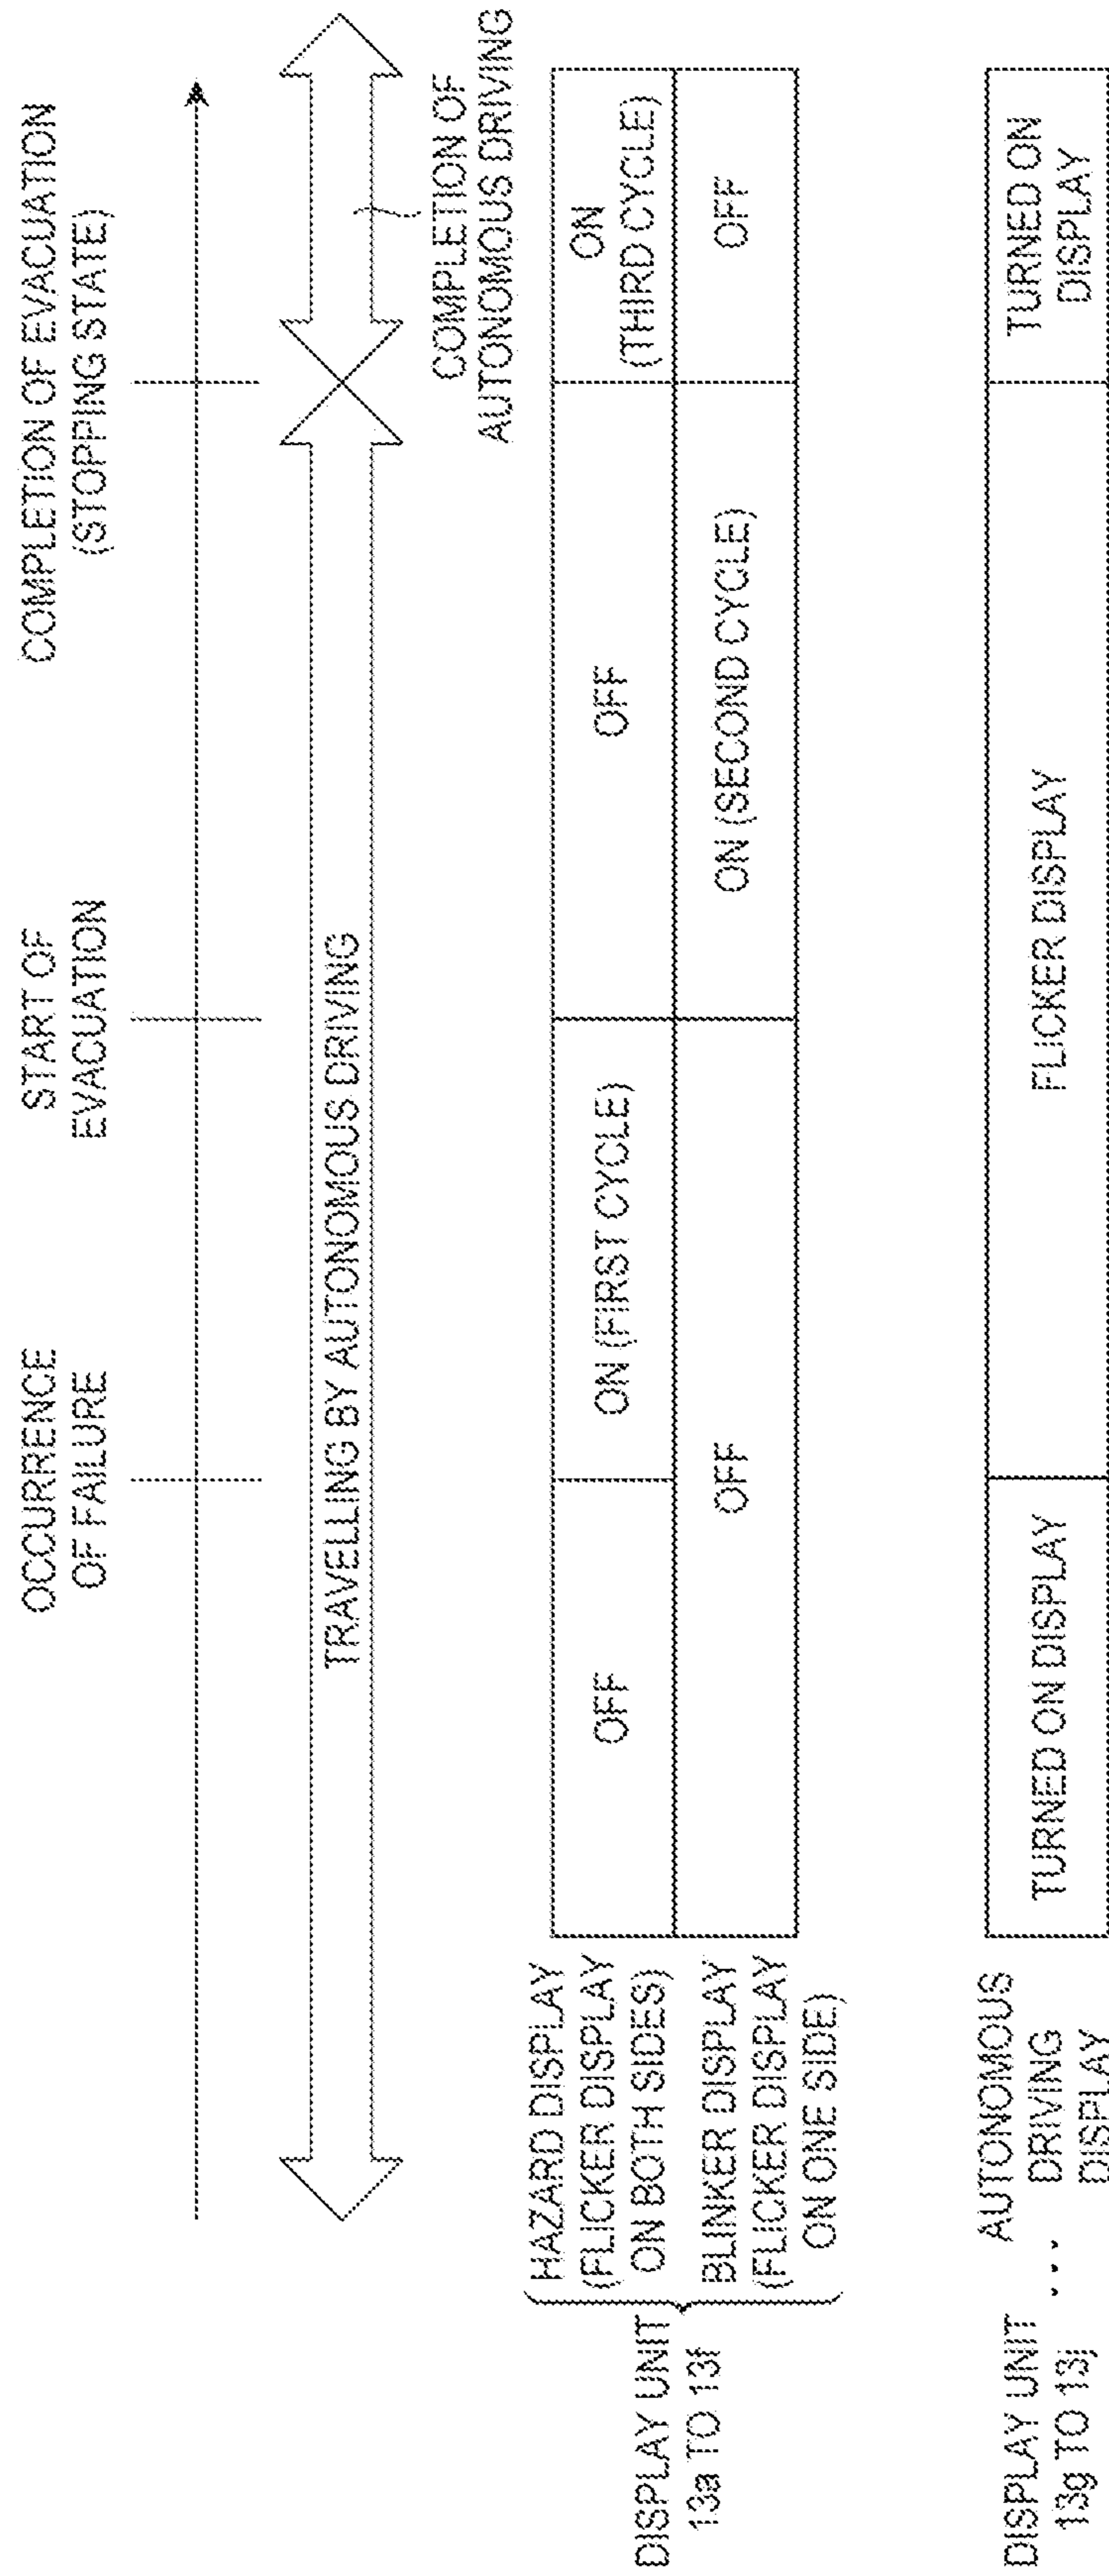 OCCURRENCE
OF FAILURE
START OF
EVACUATION
COMPLETION OF EVACUATION
(STOPPING STATE)
TRAVELLING BY AUTONOMOUS DRIVING
COMPLETION OF
AUTONOMOUS DRIVING
DISPLAY UNIT
13a TO 13f
HAZARD DISPLAY
(FLICKER DISPLAY
ON BOTH SIDES)
OFF
ON (FIRST CYCLE)
OFF
ON
(THIRD CYCLE)
BLINKER DISPLAY
(FLICKER DISPLAY
ON ONE SIDE)
OFF
ON (SECOND CYCLE)
OFF
DISPLAY UNIT
13g TO 13j
...
AUTONOMOUS
DRIVING
DISPLAY
TURNED ON DISPLAY
FLICKER DISPLAY
TURNED ON
DISPLAY